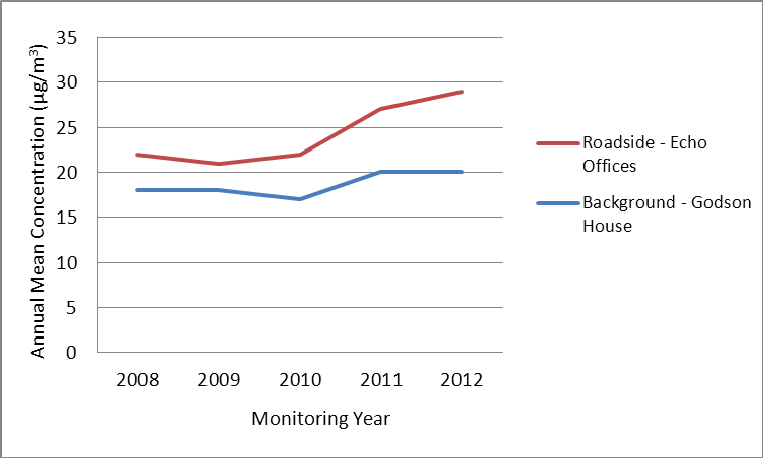 35
30
25
20
15
10
5
0
Annual Mean Concentration (µg/m³)
2008 2009 2010 2011 2012
Monitoring Year
Roadside - Echo
Offices
Background - Godson
House